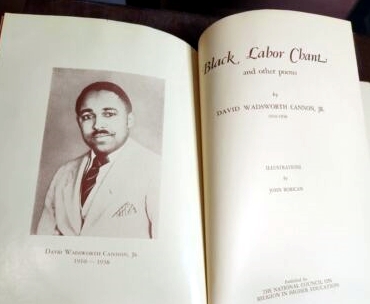 David Wadsworth Cannon, Jr.
1910—1938
Black Labor Chant
and other poems
by
DAVID WADSWORTH CANNON, JR.
1910-1938
ILLUSTRATIONS
by
JOHN BORICAN
Published by
THE NATIONAL COUNCIL ON
RELIGION IN HIGHER EDUCATION